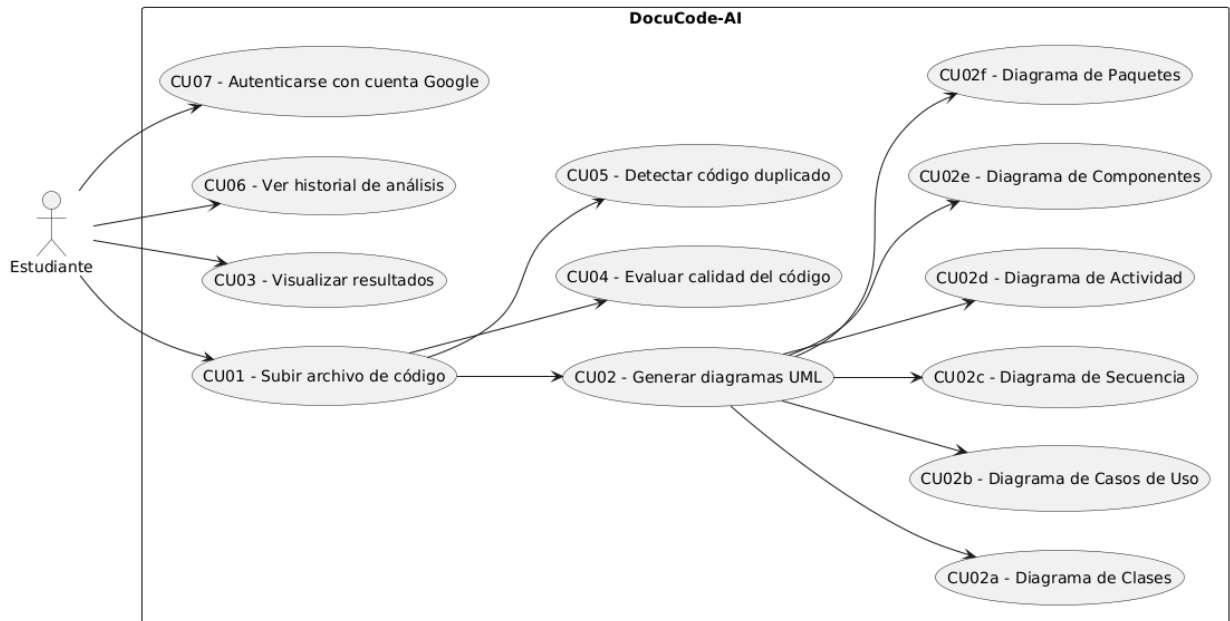 DocuCode-AI
CU07 - Autenticarse con cuenta Google
CU06 - Ver historial de análisis
CU03 - Visualizar resultados
CU01 - Subir archivo de código
Estudiante
CU05 - Detectar código duplicado
CU04 - Evaluar calidad del código
CU02 - Generar diagramas UML
CU02f - Diagrama de Paquetes
CU02e - Diagrama de Componentes
CU02d - Diagrama de Actividad
CU02c - Diagrama de Secuencia
CU02b - Diagrama de Casos de Uso
CU02a - Diagrama de Clases